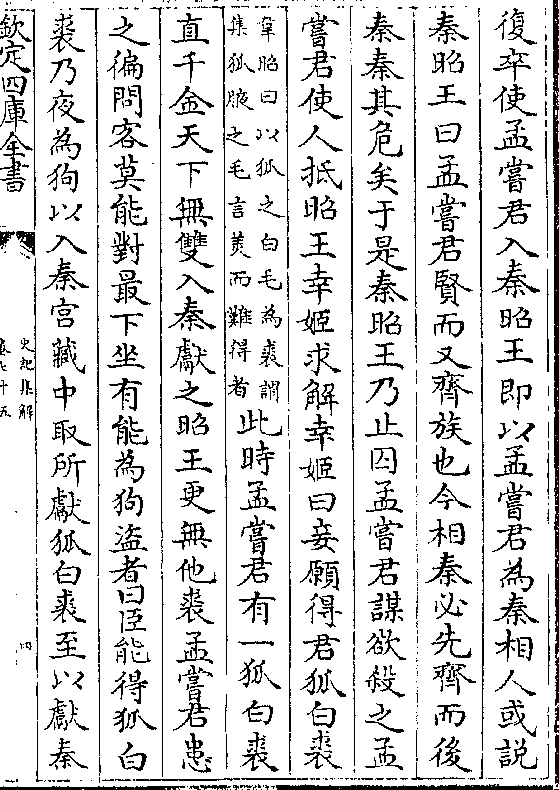 復卒使孟嘗君入秦昭王即以孟嘗君為秦相人或説
秦昭王曰孟嘗君賢而又齊族也今相秦必先齊而後
秦秦其危矣于是秦昭王乃止囚孟嘗君謀欲殺之孟
嘗君使人抵昭王幸姬求解幸姬曰妾願得君狐白裘
韋昭曰以狐之白毛為裘謂
集狐腋之毛言美而難得者
此時孟嘗君有一狐白裘
直千金天下無雙入秦獻之昭王更無他裘孟嘗君患
之徧問客莫能對最下坐有能為狗盜者曰臣能得狐白
裘乃夜為狗以入秦宮藏中取所獻狐白裘至以獻秦
欽定四庫全書
史記集解
卷七十五
四